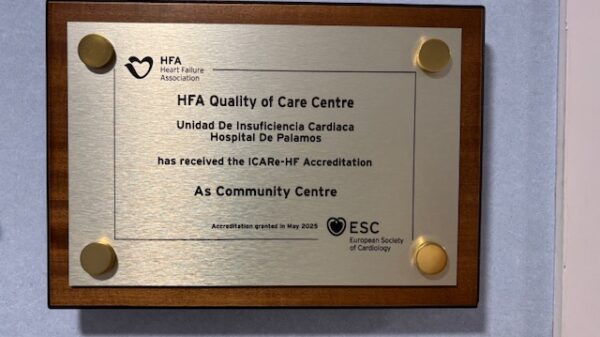 HFA
Heart Failure
Association
HFA Quality of Care Centre
Unidad De Insuficiencia Cardiaca
Hospital De Palamos
has received the ICARe-HF Accreditation
As Community Centre
Accreditation granted in May 2025
ESC
European Society
of Cardiology